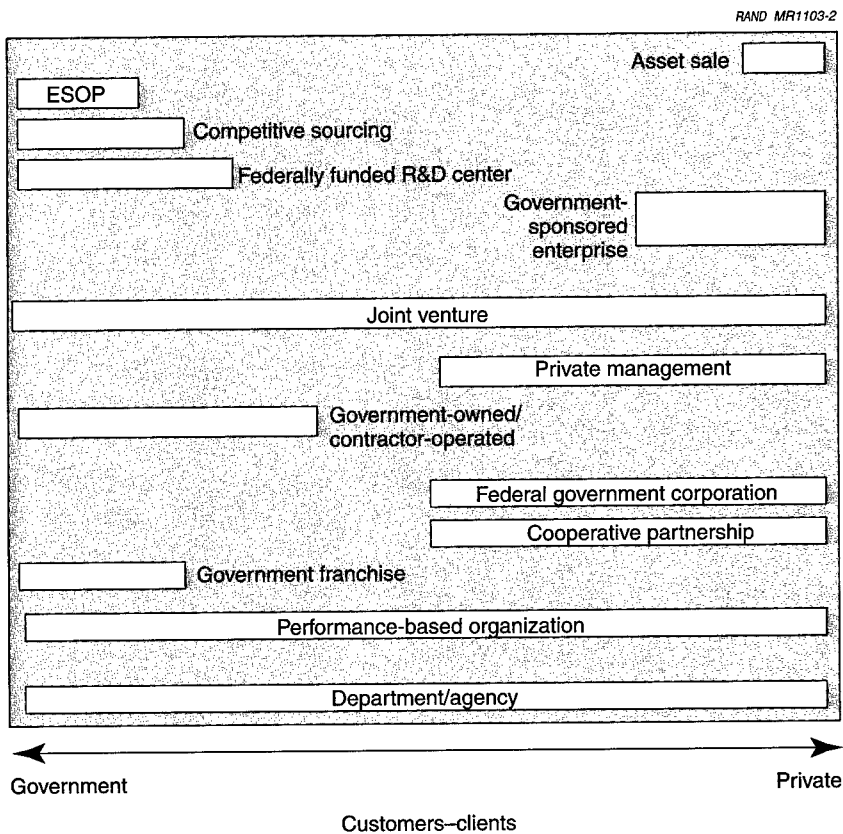 RAND MR1103-2
Asset sale
ESOP
Competitive sourcing
Federally funded R&D center
Government-
sponsored
enterprise
Joint venture
Private management
Government-owned/
contractor-operated
Federal government corporation
Cooperative partnership
Government franchise
Performance-based organization
Department/agency
Government
Private
Customers–clients